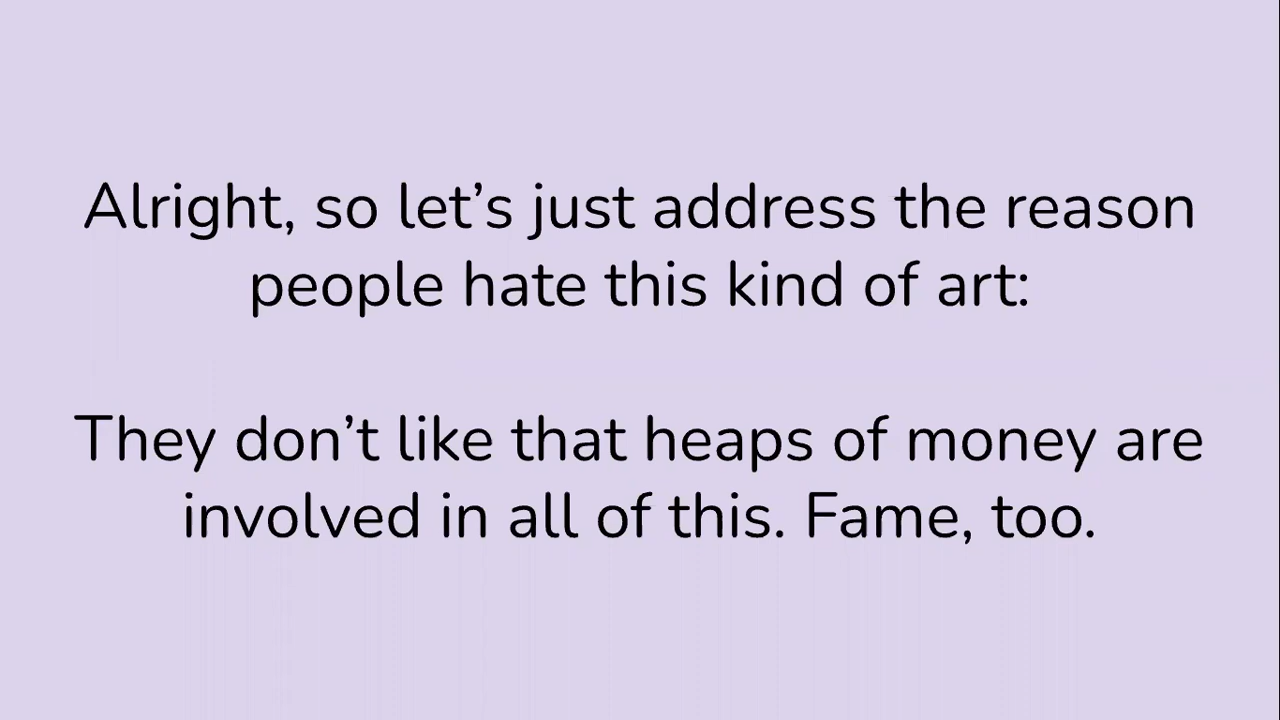 Alright, so let’s just address the reason
people hate this kind of art:
They don’t like that heaps of money are
involved in all of this. Fame, too.